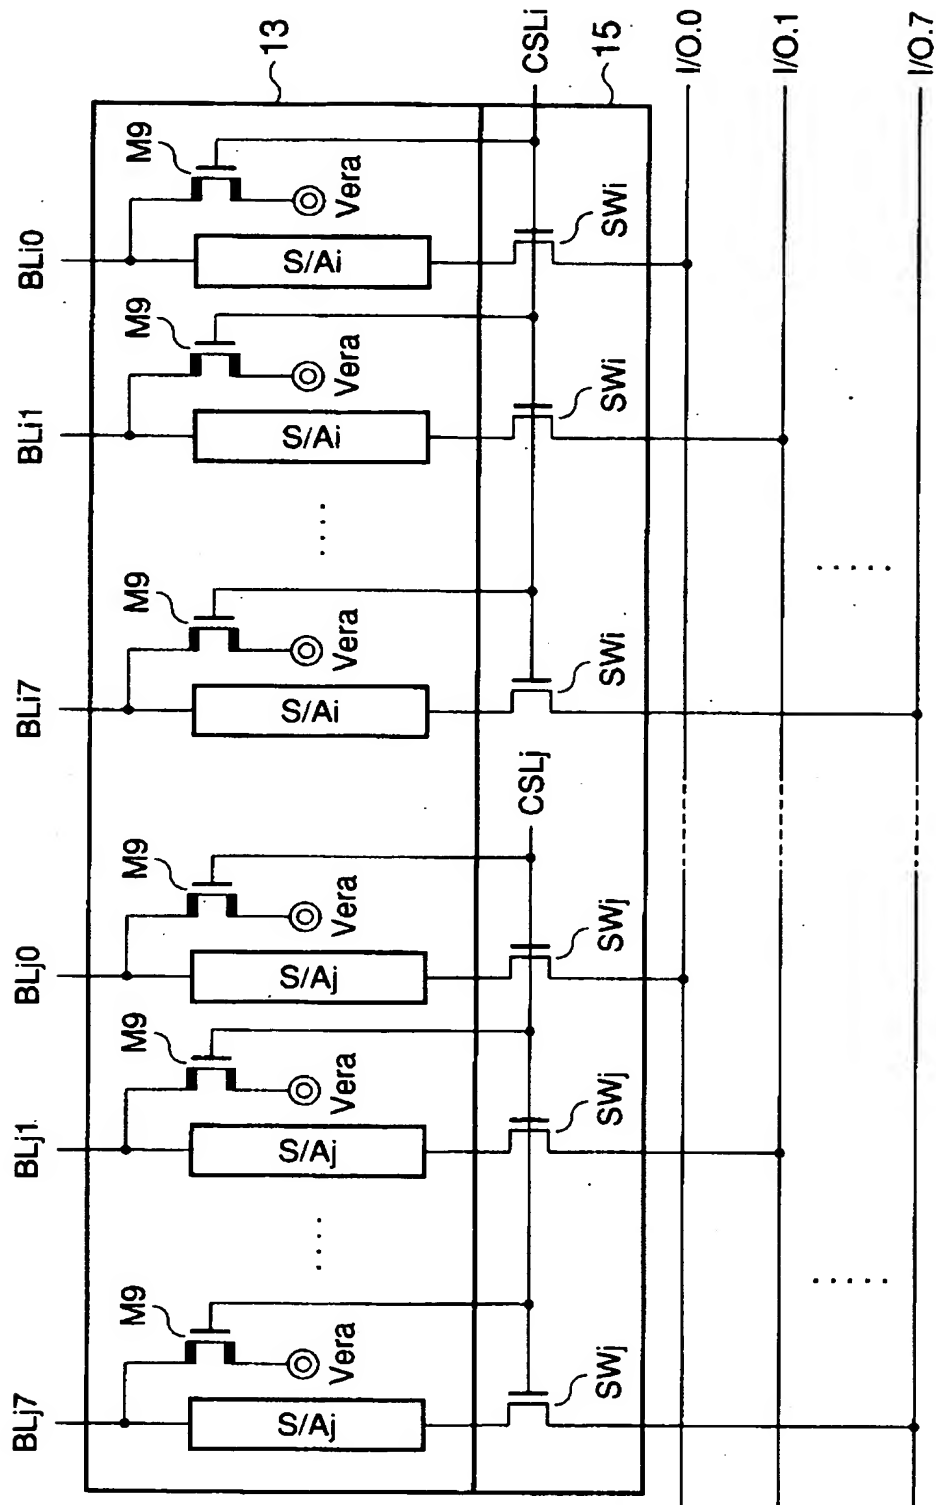 BLj7 BLj1 BLj0 BLi7 BLi1 BLi0
M9 M9 M9 M9 M9 M9
13
S/Aj S/Aj S/Aj S/Ai S/Ai S/Ai
Vera Vera Vera Vera Vera Vera
CSLj CSLi
SWj SWj SWj SWi SWi SWi
15
I/O.0
I/O.1
I/O.7